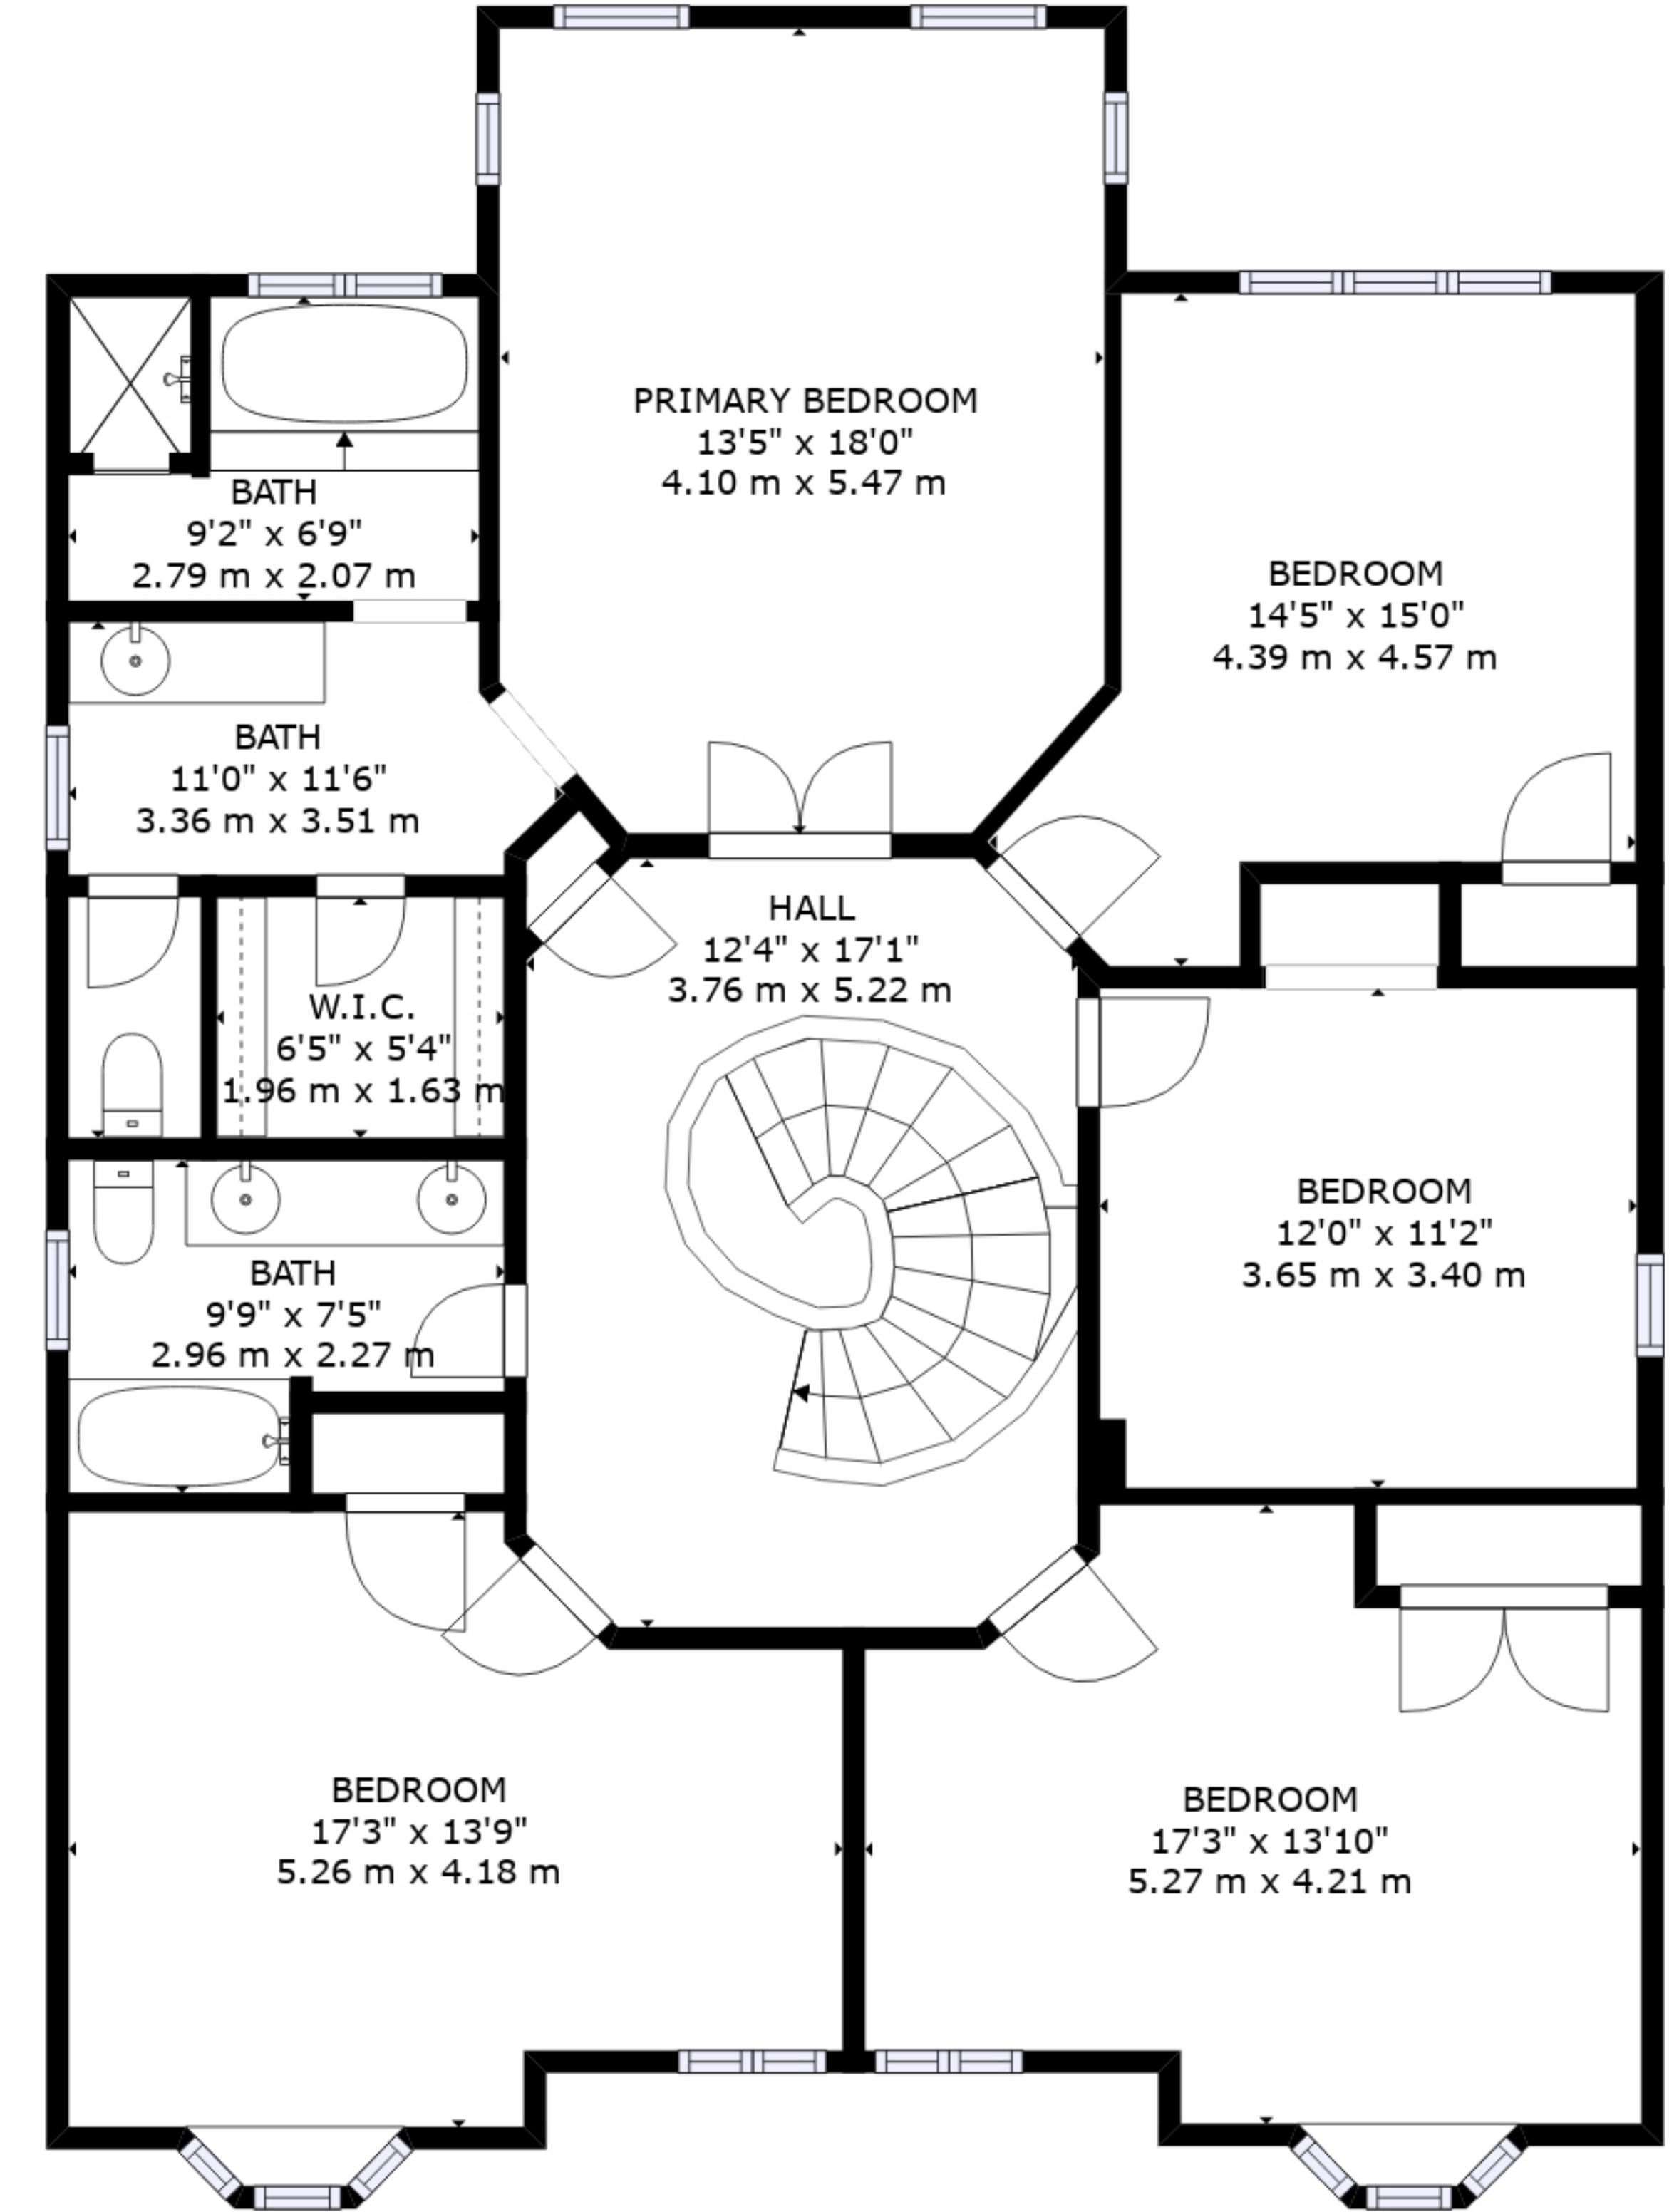 PRIMARY BEDROOM
13'5" x 18'0"
4.10 m x 5.47 m
BATH
9'2" x 6'9"
2.79 m x 2.07 m
BEDROOM
14'5" x 15'0"
4.39 m x 4.57 m
BATH
11'0" x 11'6"
3.36 m x 3.51 m
HALL
12'4" x 17'1"
3.76 m x 5.22 m
W.I.C.
6'5" x 5'4"
1.96 m x 1.63 m
BEDROOM
12'0" x 11'2"
3.65 m x 3.40 m
BATH
9'9" x 7'5"
2.96 m x 2.27 m
BEDROOM
17'3" x 13'9"
5.26 m x 4.18 m
BEDROOM
17'3" x 13'10"
5.27 m x 4.21 m